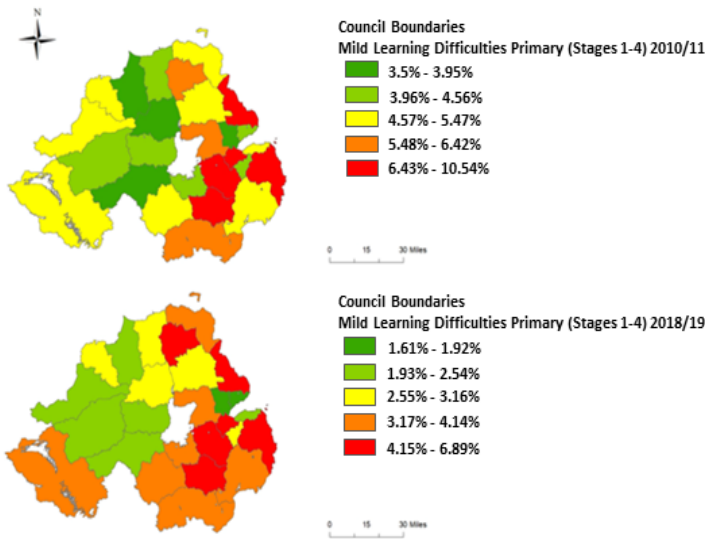 N
Council Boundaries
Mild Learning Difficulties Primary (Stages 1-4) 2010/11
3.5% - 3.95%
3.96% - 4.56%
4.57% - 5.47%
5.48% - 6.42%
6.43% - 10.54%
0 15 30 Miles
Council Boundaries
Mild Learning Difficulties Primary (Stages 1-4) 2018/19
1.61% - 1.92%
1.93% - 2.54%
2.55% - 3.16%
3.17% - 4.14%
4.15% - 6.89%
0 15 30 Miles